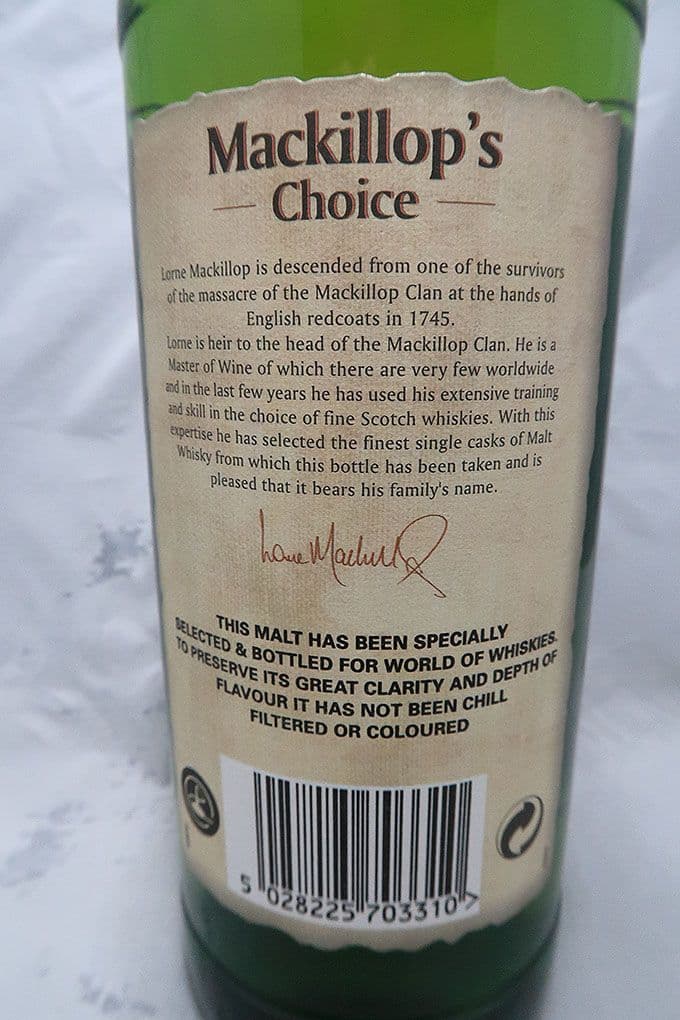 Mackillop's
Choice
Lorne Mackillop is descended from one of the survivors
of the massacre of the Mackillop Clan at the hands of
English redcoats in 1745.
Lorne is heir to the head of the Mackillop Clan. He is a
Master of Wine of which there are very few worldwide
and in the last few years he has used his extensive training
and skill in the choice of fine Scotch whiskies. With this
expertise he has selected the finest single casks of Malt
Whisky from which this bottle has been taken and is
pleased that it bears his family's name.
Lorne Mackillop
THIS MALT HAS BEEN SPECIALLY
SELECTED & BOTTLED FOR WORLD OF WHISKIES.
TO PRESERVE ITS GREAT CLARITY AND DEPTH OF
FLAVOUR IT HAS NOT BEEN CHILL
FILTERED OR COLOURED
5 028225 703310 >